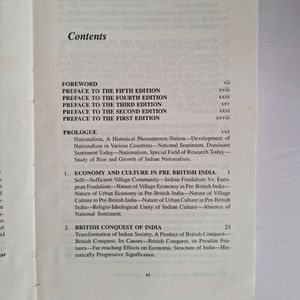 Contents
FOREWORD vii
PREFACE TO THE FIFTH EDITION xviii
PREFACE TO THE FOURTH EDITION xxiii
PREFACE TO THE THIRD EDITION xxv
PREFACE TO THE SECOND EDITION xxvi
PREFACE TO THE FIRST EDITION xxviii
PROLOGUE xxx
Nationalism, A Historical Phenomenon-Nation—Development of
Nationalism in Various Countries—National Sentiment, Dominant
Sentiment Today—Nationalism, Special Field of Research Today—
Study of Rise and Growth of Indian Nationalism.
1. ECONOMY AND CULTURE IN PRE BRITISH INDIA 1
Self—Sufficient Village Community—Indian Feudalism Vs. Euro-
pean Feudalism—Nature of Village Economy in Pre-British India—
Nature of Urban Economy in Pre-British India—Nature of Village
Culture in Pre-British India—Nature of Urban Culture in Pre-British
India—Religio-Ideological Unity of Indian Culture—Absence of
National Sentiment.
2. BRITISH CONQUEST OF INDIA 23
Transformation of Indian Society, A Product of British Conquest—
British Conquest, Its Causes—British Conquest, its Peculiar Fea-
tures—Far-reaching Effects on Economic Structure of India—His-
torically Progressive Significance.
xi